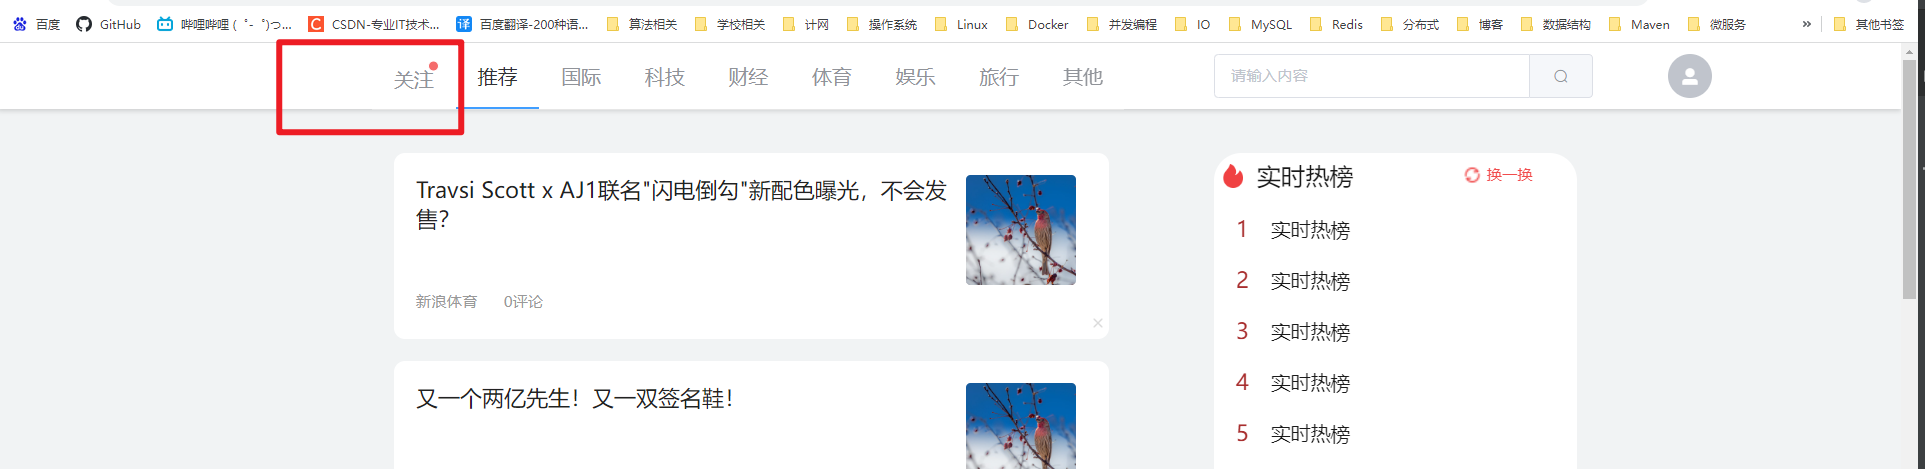 百度 GitHub 哔哩哔哩 (゜-゜)つ... CSDN-专业IT技术... 百度翻译-200种语... 算法相关 学校相关 计网 操作系统 Linux Docker 并发编程 IO MySQL Redis 分布式 博客 数据结构 Maven 微服务 » 其他书签
关注 推荐 国际 科技 财经 体育 娱乐 旅行 其他 请输入内容
Travsi Scott x AJ1联名"闪电倒勾"新配色曝光，不会发
售？
新浪体育 0评论
又一个两亿先生！又一双签名鞋！
实时热榜 换一换
1 实时热榜
2 实时热榜
3 实时热榜
4 实时热榜
5 实时热榜